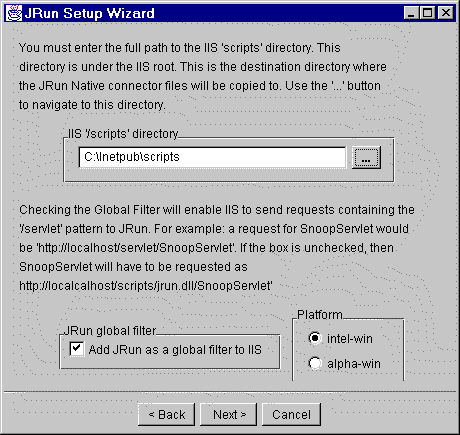 JRun Setup Wizard
You must enter the full path to the IIS 'scripts' directory. This
directory is under the IIS root. This is the destination directory where
the JRun Native connector files will be copied to. Use the '...' button
to navigate to this directory.
IIS '/scripts' directory
C:\Inetpub\scripts
...
Checking the Global Filter will enable IIS to send requests containing the
'/servlet' pattern to JRun. For example: a request for SnoopServlet would
be 'http://localhost/servlet/SnoopServlet'. If the box is unchecked, then
SnoopServlet will have to be requested as
http://localcalhost/scripts/jrun.dll/SnoopServlet'
JRun global filter
Add JRun as a global filter to IIS
Platform
intel-win
alpha-win
< Back
Next >
Cancel